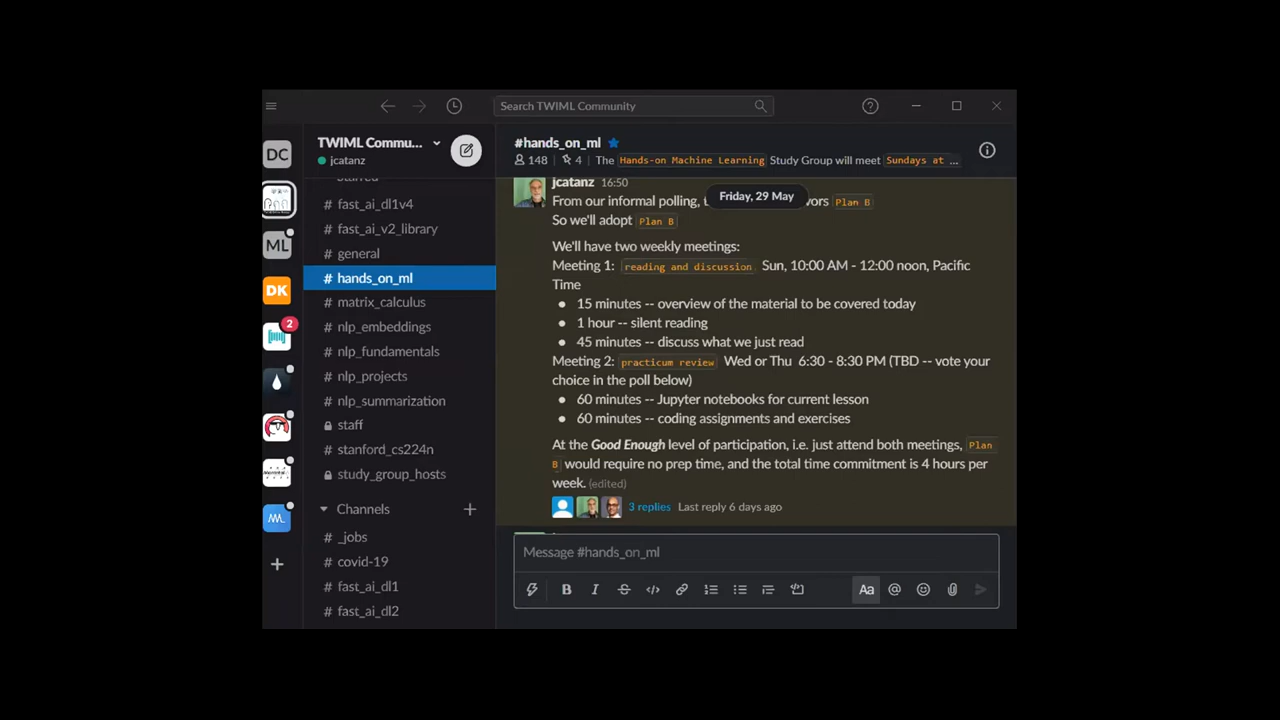 Search TWIML Community
DC
ML
DK
2
TWIML Commu...
jcatanz
# fast_ai_dl1v4
# fast_ai_v2_library
# general
# hands_on_ml
# matrix_calculus
# nlp_embeddings
# nlp_fundamentals
# nlp_projects
# nlp_summarization
staff
# stanford_cs224n
study_group_hosts
Channels
# _jobs
# covid-19
# fast_ai_dl1
# fast_ai_dl2
#hands_on_ml
148 | 4 | The Hands-on Machine Learning Study Group will meet Sundays at ...
jcatanz 16:50
Friday, 29 May
From our informal polling, Plan B
So we'll adopt Plan B
We'll have two weekly meetings:
Meeting 1: reading and discussion Sun, 10:00 AM - 12:00 noon, Pacific
Time
• 15 minutes -- overview of the material to be covered today
• 1 hour -- silent reading
• 45 minutes -- discuss what we just read
Meeting 2: practicum review Wed or Thu 6:30 - 8:30 PM (TBD -- vote your
choice in the poll below)
• 60 minutes -- Jupyter notebooks for current lesson
• 60 minutes -- coding assignments and exercises
At the Good Enough level of participation, i.e. just attend both meetings, Plan
B would require no prep time, and the total time commitment is 4 hours per
week. (edited)
3 replies Last reply 6 days ago
Message #hands_on_ml
B I S </> Aa @